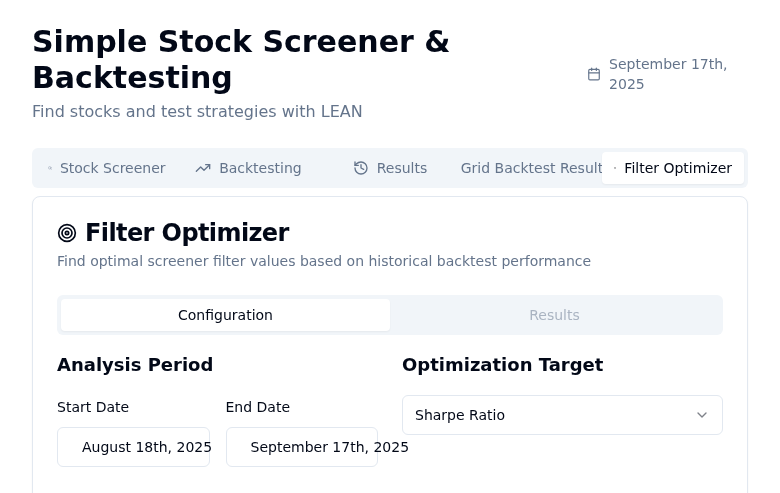 Simple Stock Screener &
Backtesting
September 17th,
2025
Find stocks and test strategies with LEAN
Stock Screener Backtesting Results Grid Backtest Result Filter Optimizer
Filter Optimizer
Find optimal screener filter values based on historical backtest performance
Configuration Results
Analysis Period
Optimization Target
Start Date End Date
Sharpe Ratio
August 18th, 2025 September 17th, 2025